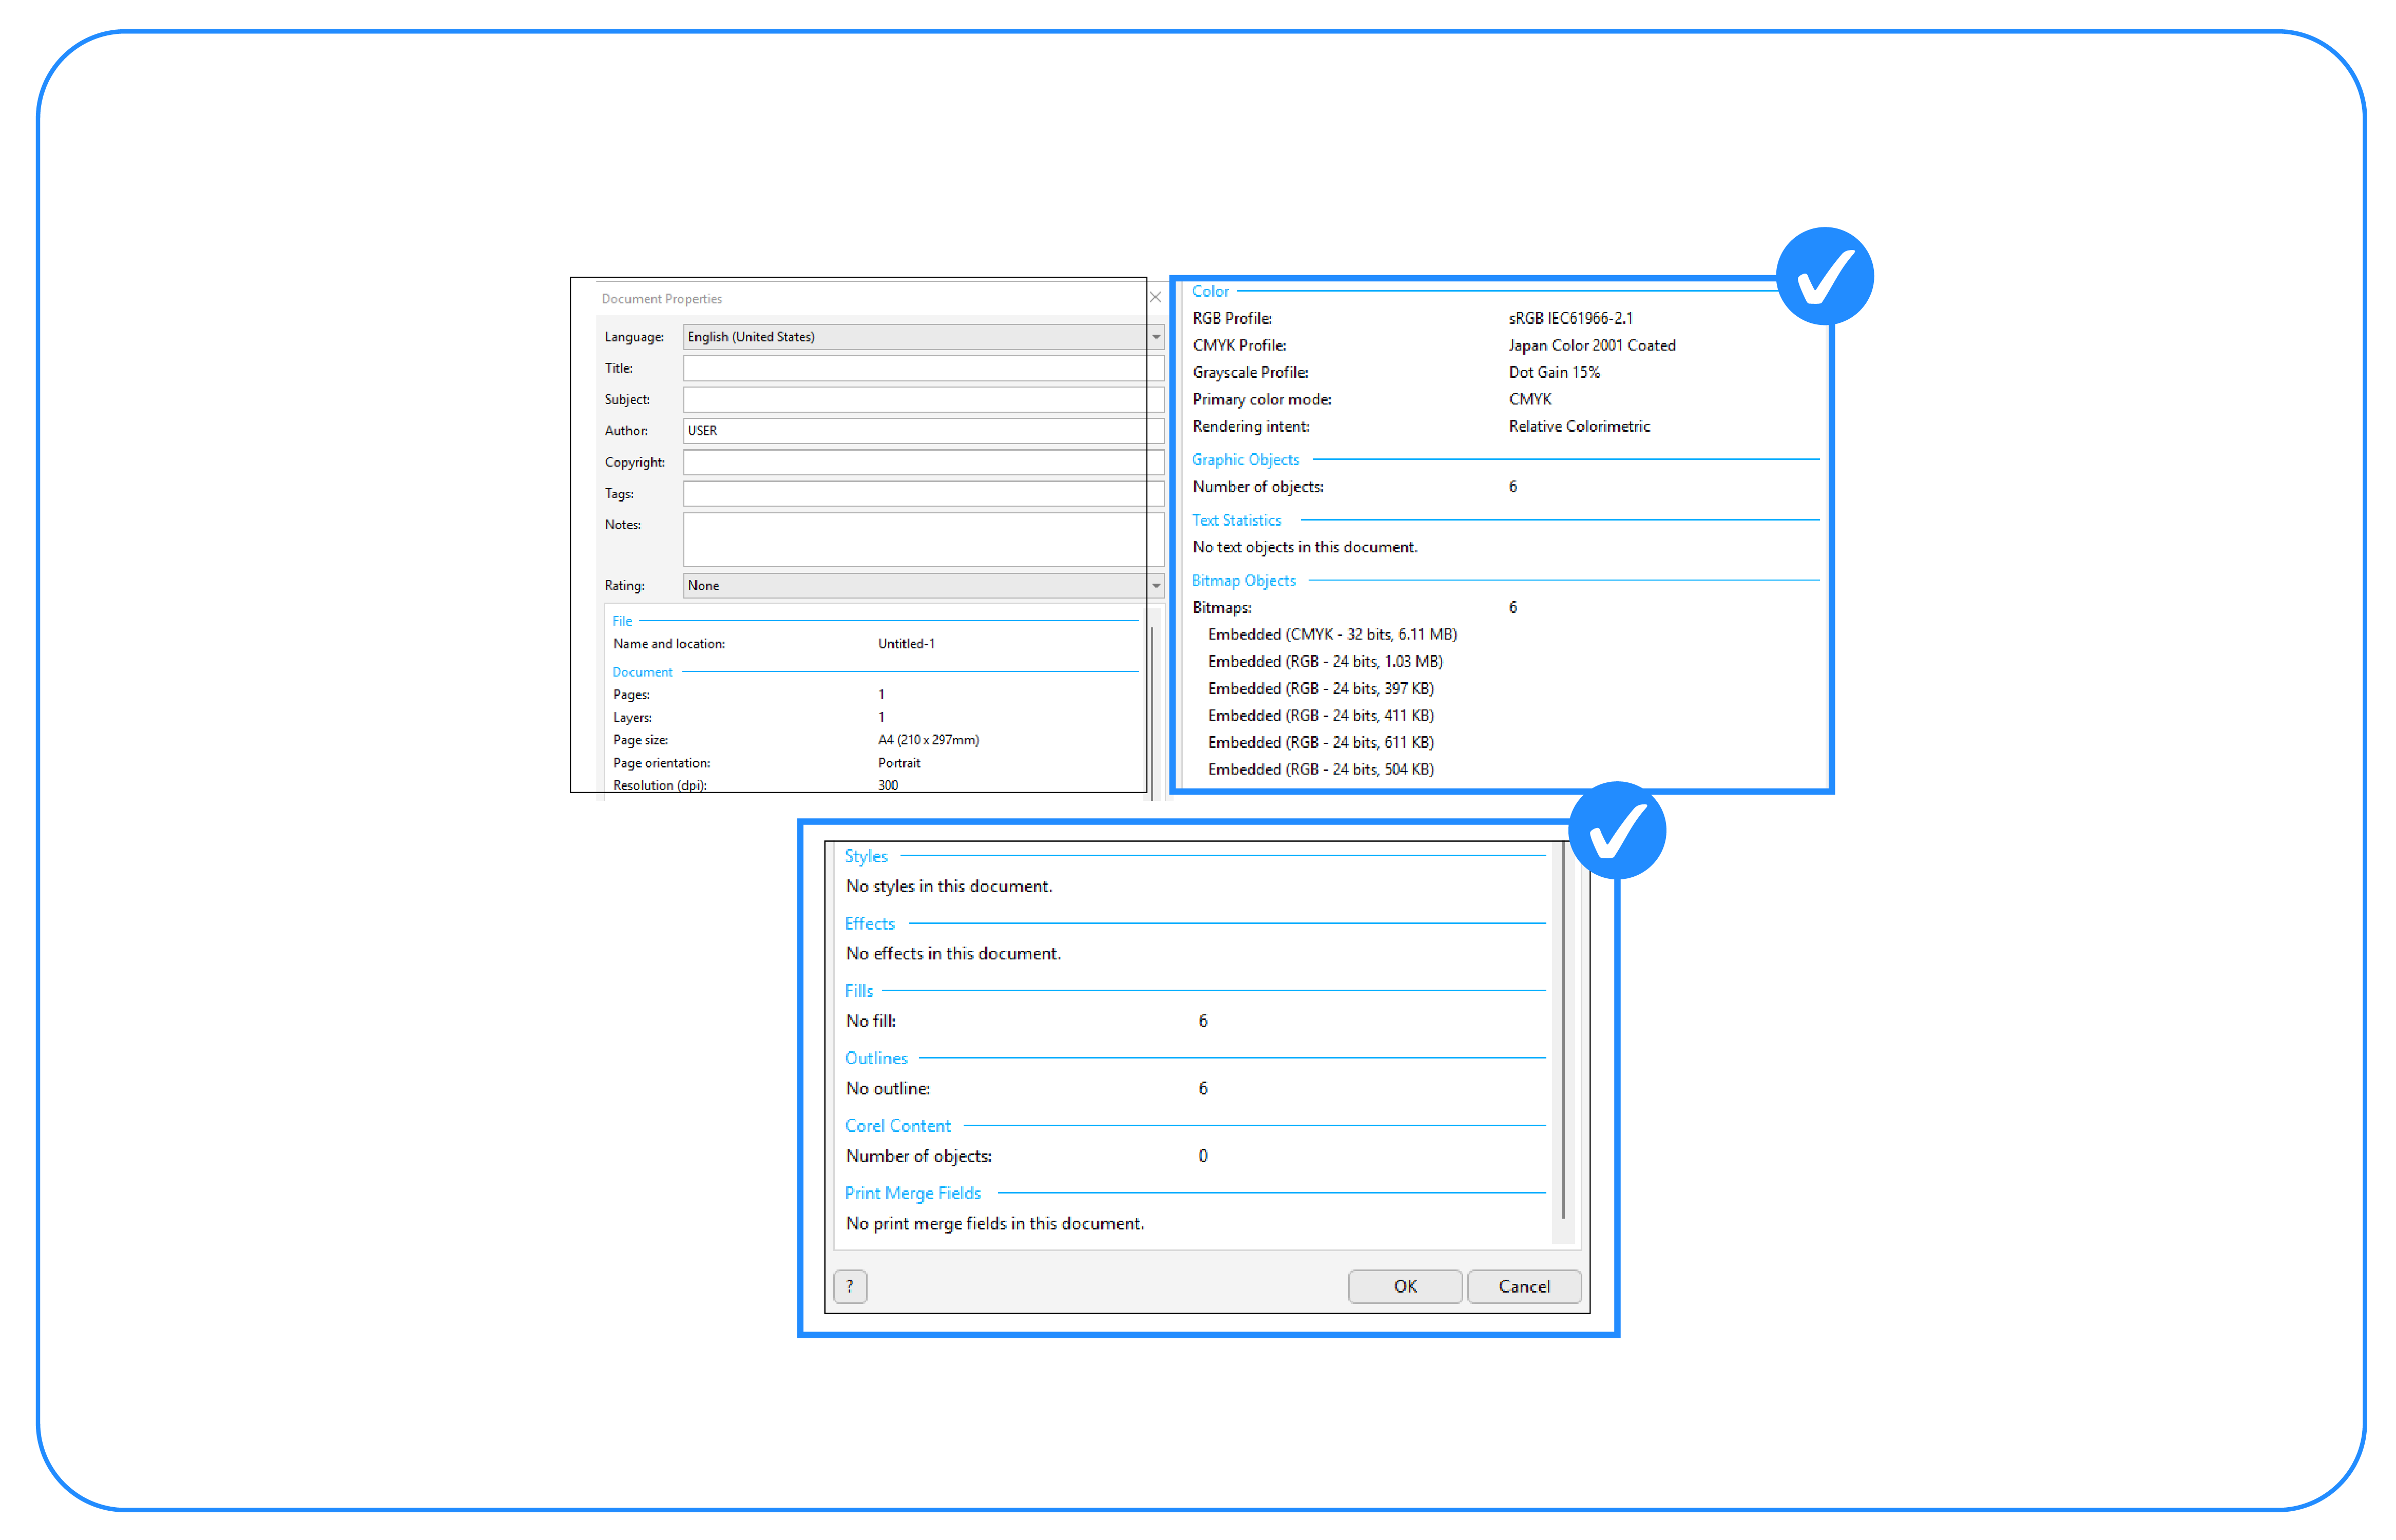 Document Properties
Language: English (United States)
Title:
Subject:
Author: USER
Copyright:
Tags:
Notes:
Rating: None
File
Name and location: Untitled-1
Document
Pages: 1
Layers: 1
Page size: A4 (210 x 297mm)
Page orientation: Portrait
Resolution (dpi): 300
Color
RGB Profile: sRGB IEC61966-2.1
CMYK Profile: Japan Color 2001 Coated
Grayscale Profile: Dot Gain 15%
Primary color mode: CMYK
Rendering intent: Relative Colorimetric
Graphic Objects
Number of objects: 6
Text Statistics
No text objects in this document.
Bitmap Objects
Bitmaps: 6
Embedded (CMYK - 32 bits, 6.11 MB)
Embedded (RGB - 24 bits, 1.03 MB)
Embedded (RGB - 24 bits, 397 KB)
Embedded (RGB - 24 bits, 411 KB)
Embedded (RGB - 24 bits, 611 KB)
Embedded (RGB - 24 bits, 504 KB)
Styles
No styles in this document.
Effects
No effects in this document.
Fills
No fill: 6
Outlines
No outline: 6
Corel Content
Number of objects: 0
Print Merge Fields
No print merge fields in this document.
? OK Cancel